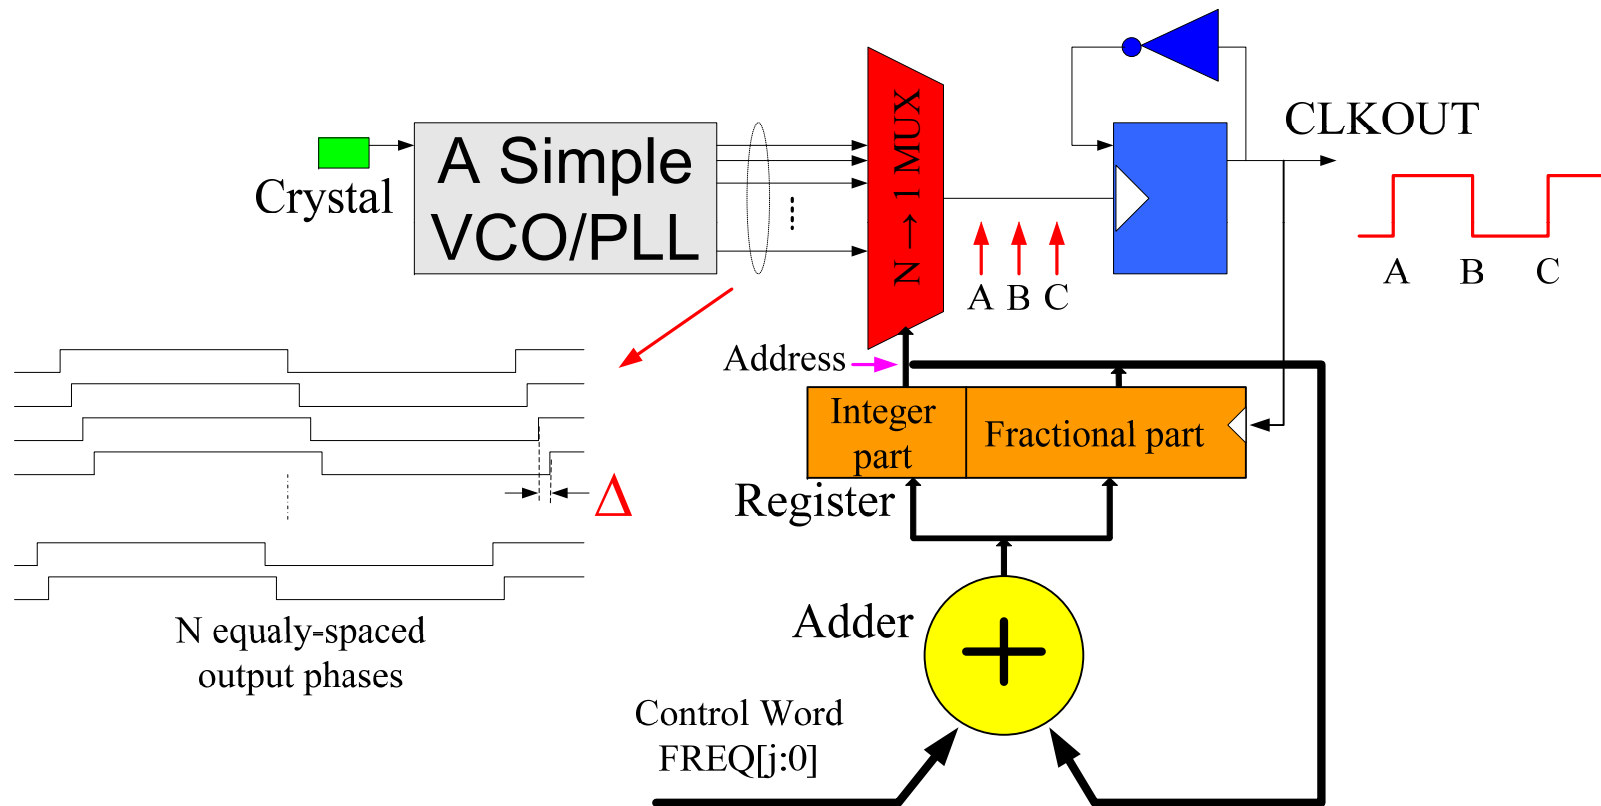 Crystal
A Simple
VCO/PLL
N → 1 MUX
CLKOUT
A B C
A B C
Address
Integer
part
Fractional part
Register
Δ
Adder
N equaly-spaced
output phases
Control Word
FREQ[j:0]